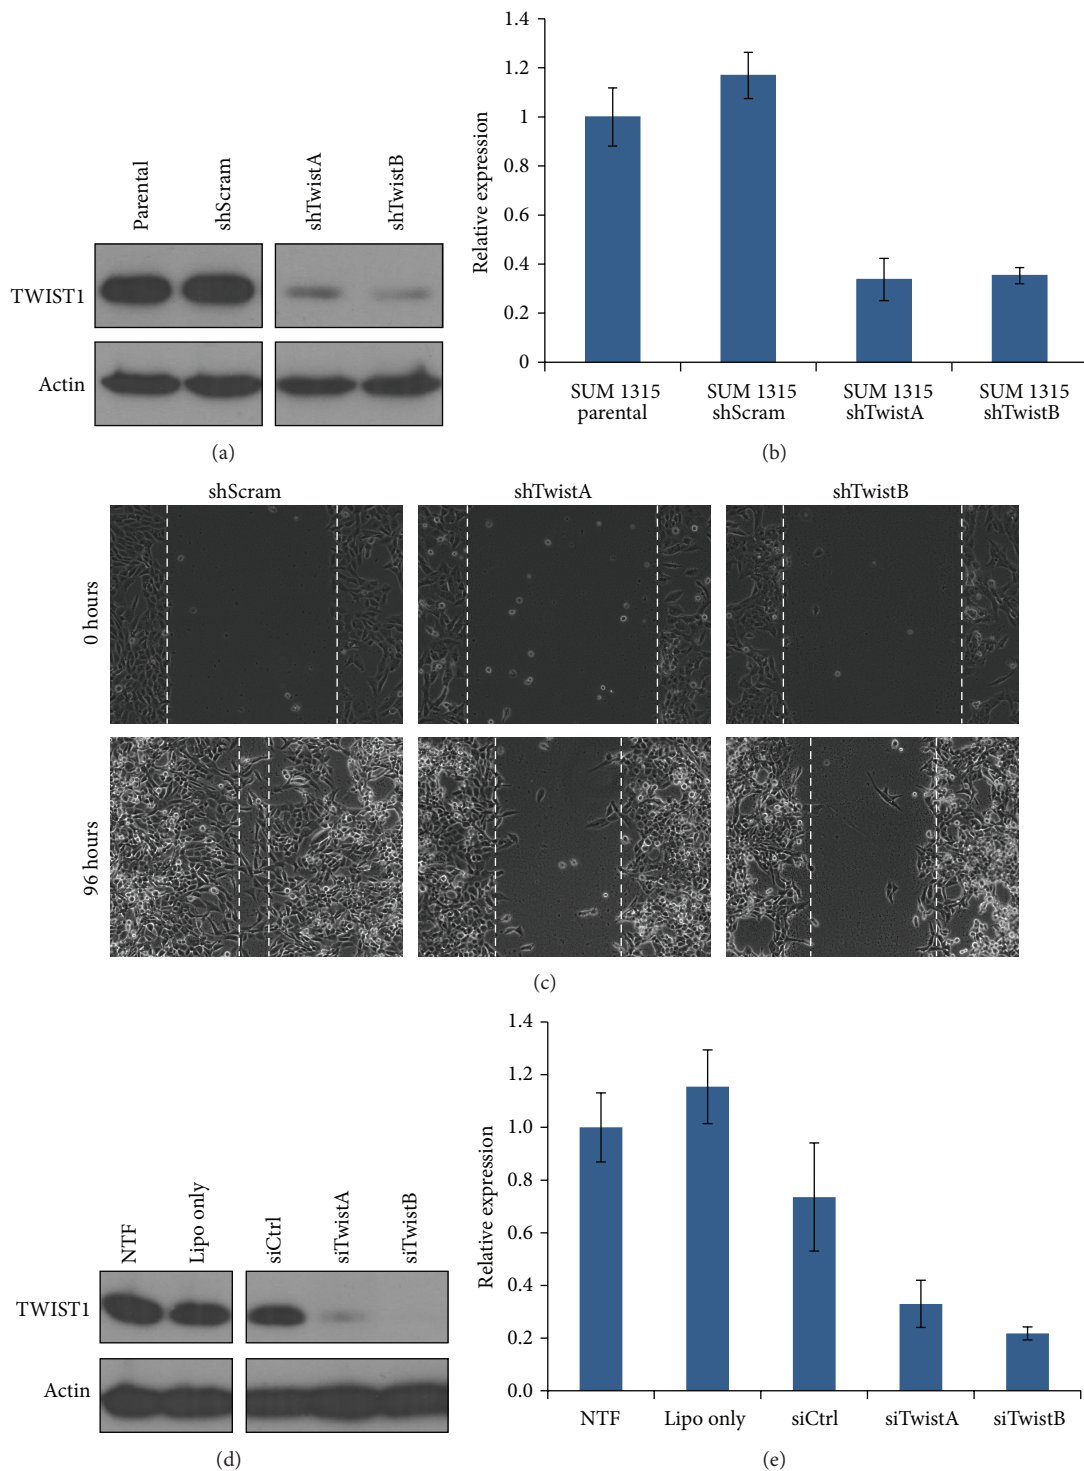 Parental
shScram
shTwistA
shTwistB
TWIST1
Actin
(a)
Relative expression
1.4
1.2
1
0.8
0.6
0.4
0.2
0
SUM 1315
parental
SUM 1315
shScram
SUM 1315
shTwistA
SUM 1315
shTwistB
(b)
shScram
shTwistA
shTwistB
0 hours
96 hours
(c)
NTF
Lipo only
siCtrl
siTwistA
siTwistB
TWIST1
Actin
(d)
Relative expression
1.4
1.2
1.0
0.8
0.6
0.4
0.2
0.0
NTF
Lipo only
siCtrl
siTwistA
siTwistB
(e)